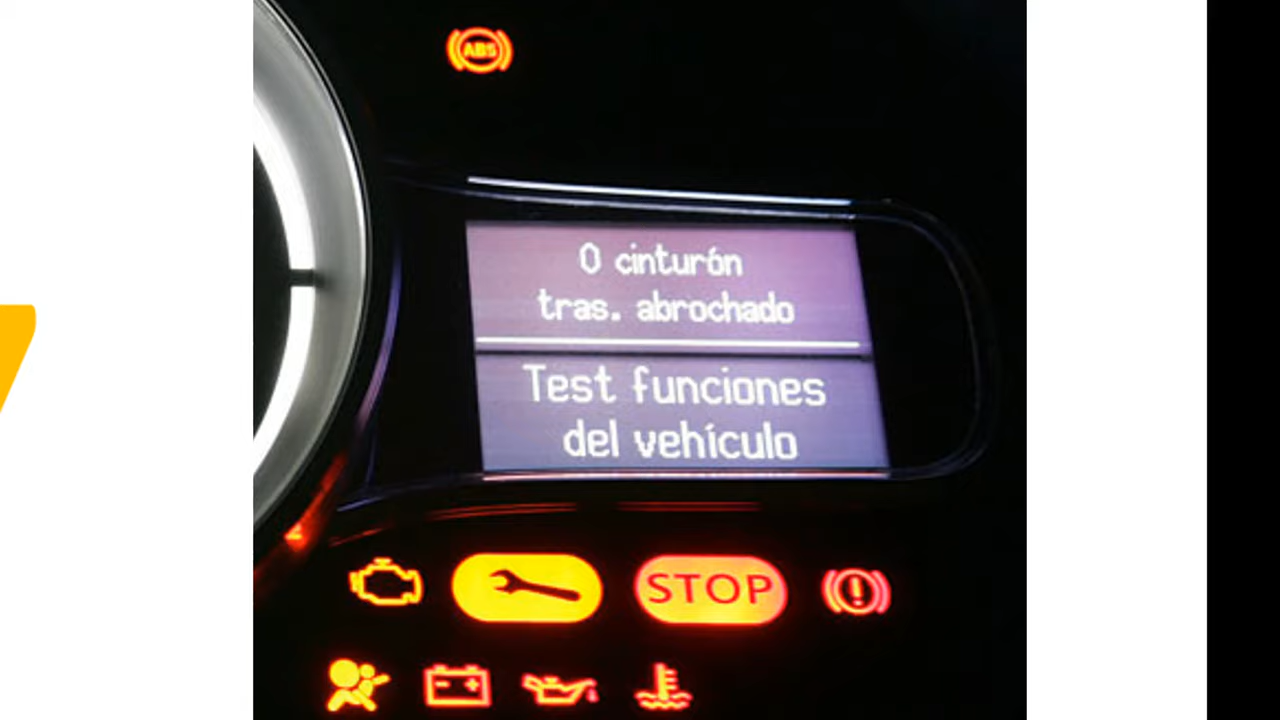 ABS
0 cinturón
tras. abrochado
Test funciones
del vehículo
STOP